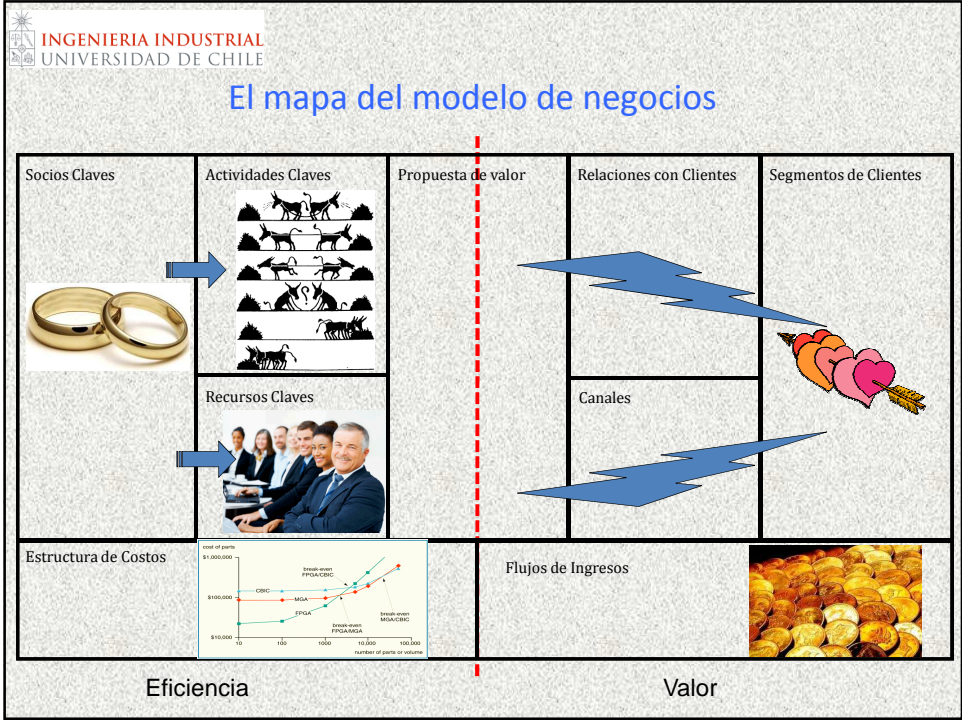 INGENIERIA INDUSTRIAL
UNIVERSIDAD DE CHILE
El mapa del modelo de negocios
Socios Claves
Actividades Claves
Propuesta de valor
Relaciones con Clientes
Segmentos de Clientes
?
Recursos Claves
Canales
Estructura de Costos
cost of parts
$1,000,000
$100,000
$10,000
break-even
FPGA/CBIC
CBIC
MGA
FPGA
break-even
FPGA/MGA
break-even
MGA/CBIC
10
100
1000
10,000
100,000
number of parts or volume
Flujos de Ingresos
Eficiencia
Valor